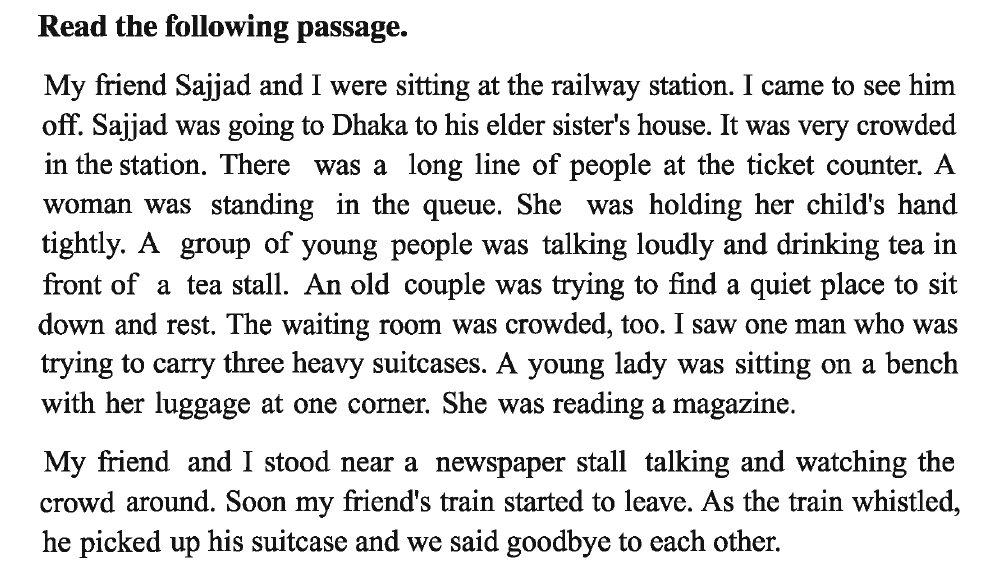 Read the following passage.
My friend Sajjad and I were sitting at the railway station. I came to see him
off. Sajjad was going to Dhaka to his elder sister's house. It was very crowded
in the station. There was a long line of people at the ticket counter. A
woman was standing in the queue. She was holding her child's hand
tightly. A group of young people was talking loudly and drinking tea in
front of a tea stall. An old couple was trying to find a quiet place to sit
down and rest. The waiting room was crowded, too. I saw one man who was
trying to carry three heavy suitcases. A young lady was sitting on a bench
with her luggage at one corner. She was reading a magazine.
My friend and I stood near a newspaper stall talking and watching the
crowd around. Soon my friend's train started to leave. As the train whistled,
he picked up his suitcase and we said goodbye to each other.